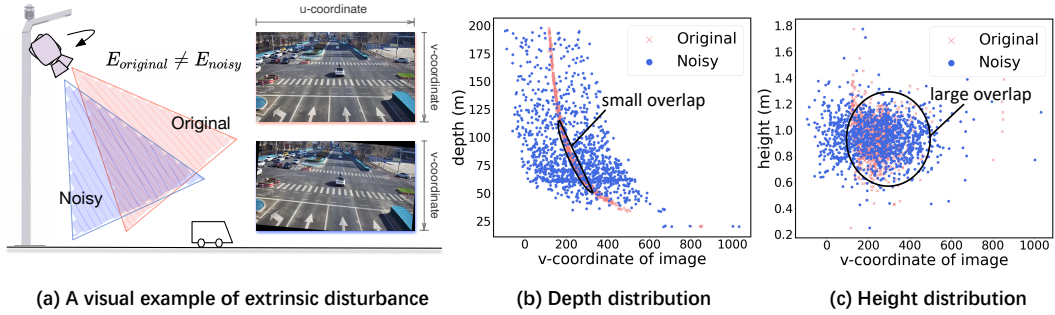 u-coordinate
E_original ≠ E_noisy
v-coordinate
Original
Noisy
v-coordinate
(a) A visual example of extrinsic disturbance
200
175
150
125
100
75
50
25
depth (m)
Original
Noisy
small overlap
0 200 400 600 800 1000
v-coordinate of image
(b) Depth distribution
1.8
1.6
1.4
1.2
1.0
0.8
0.6
0.4
0.2
height (m)
Original
Noisy
large overlap
0 200 400 600 800 1000
v-coordinate of image
(c) Height distribution